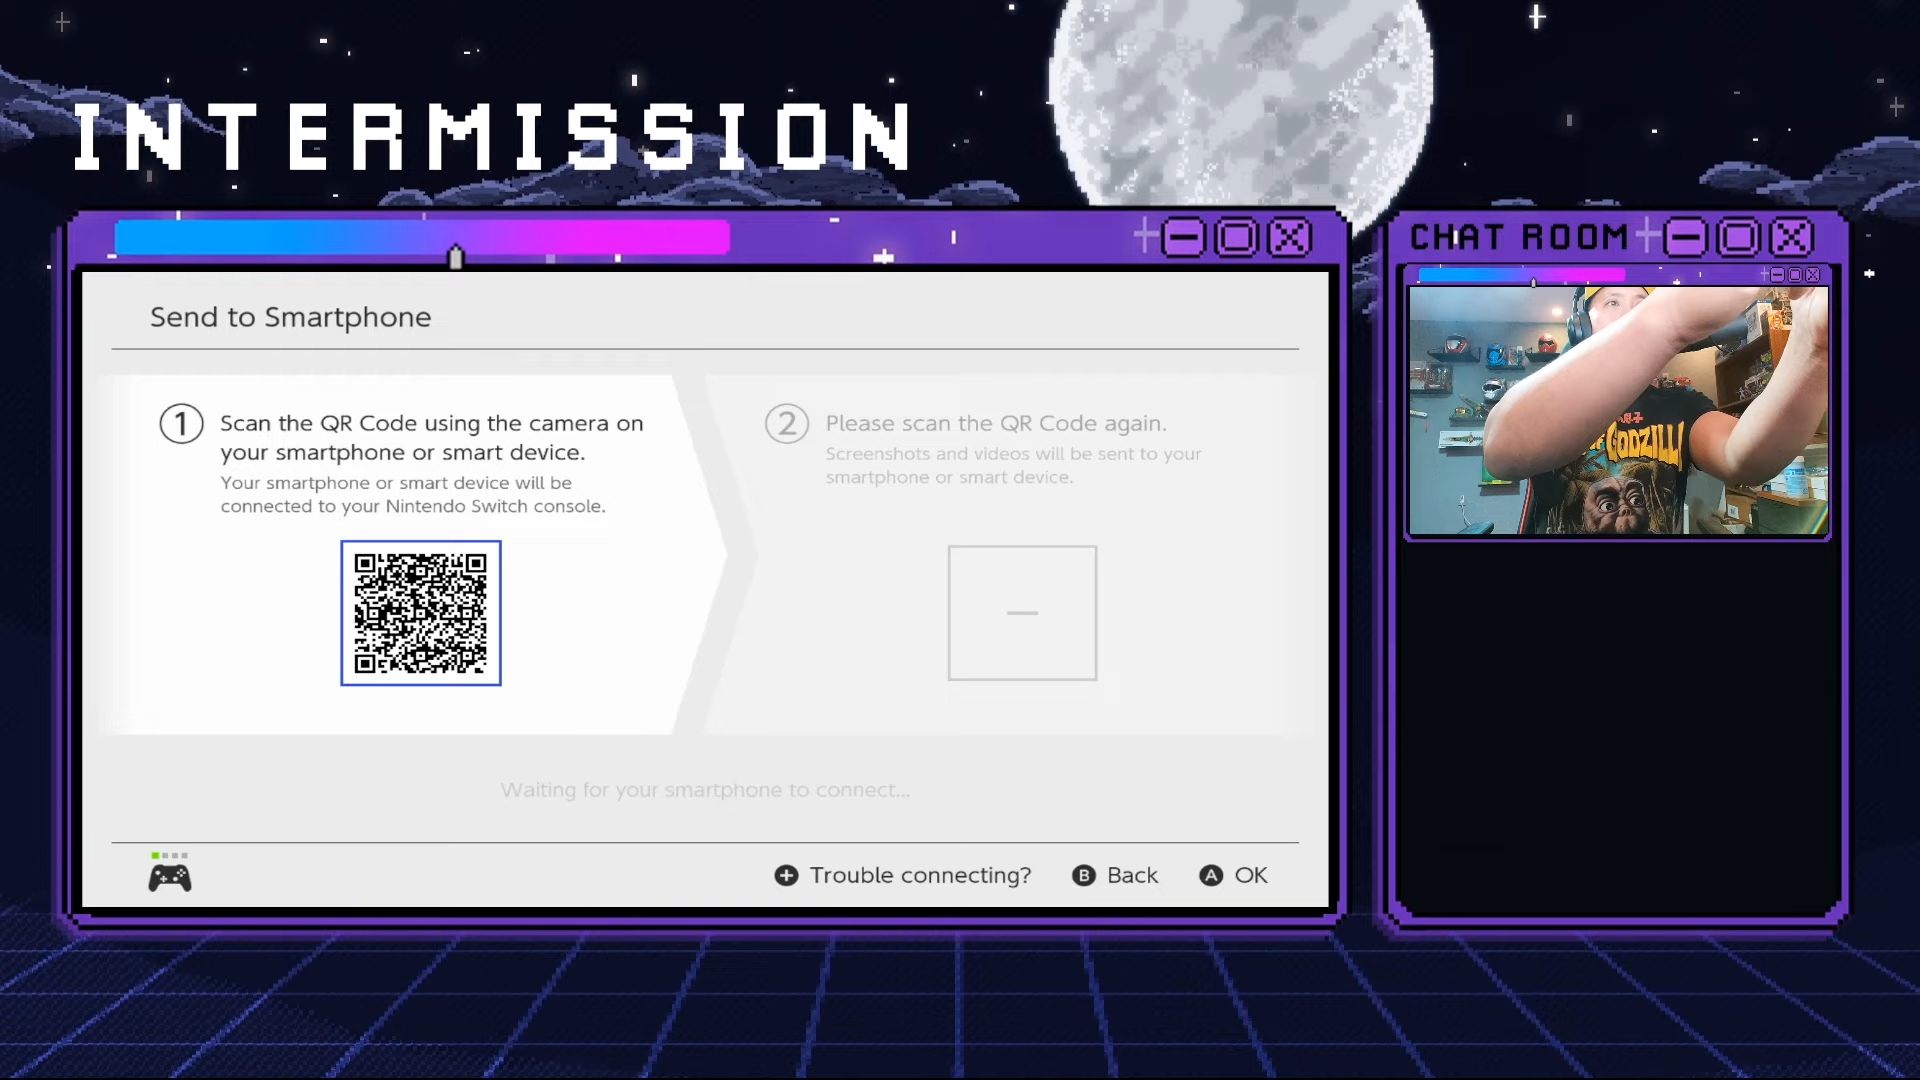 INTERMISSION
CHAT ROOM
Send to Smartphone
1 Scan the QR Code using the camera on
your smartphone or smart device.
Your smartphone or smart device will be
connected to your Nintendo Switch console.
2 Please scan the QR Code again.
Screenshots and videos will be sent to your
smartphone or smart device.
Waiting for your smartphone to connect...
+ Trouble connecting?
B Back
A OK
GODZILL